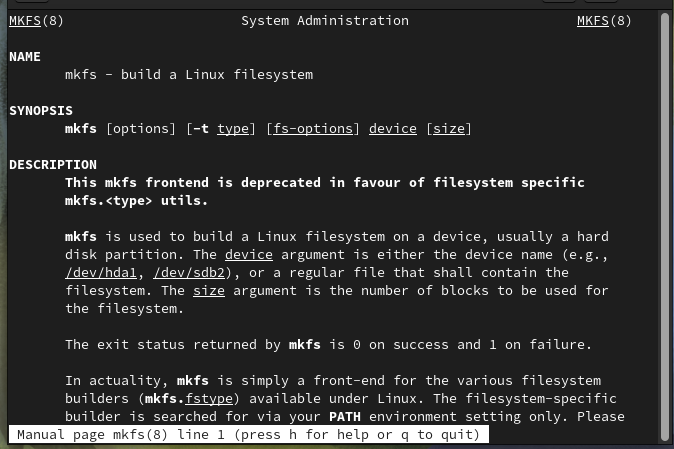 MKFS(8) System Administration MKFS(8)
NAME
mkfs - build a Linux filesystem
SYNOPSIS
mkfs [options] [-t type] [fs-options] device [size]
DESCRIPTION
This mkfs frontend is deprecated in favour of filesystem specific
mkfs.<type> utils.
mkfs is used to build a Linux filesystem on a device, usually a hard
disk partition. The device argument is either the device name (e.g.,
/dev/hda1, /dev/sdb2), or a regular file that shall contain the
filesystem. The size argument is the number of blocks to be used for
the filesystem.
The exit status returned by mkfs is 0 on success and 1 on failure.
In actuality, mkfs is simply a front-end for the various filesystem
builders (mkfs.fstype) available under Linux. The filesystem-specific
builder is searched for via your PATH environment setting only. Please
Manual page mkfs(8) line 1 (press h for help or q to quit)